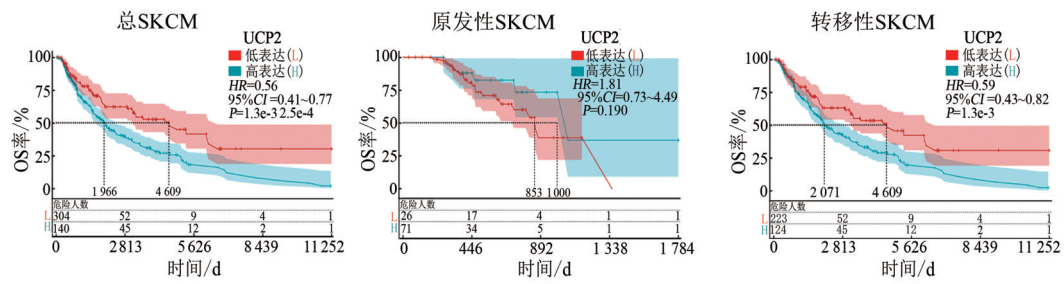 总SKCM
UCP2
低表达(L)
高表达(H)
HR=0.56
95%CI=0.41~0.77
P=1.3e-3 2.5e-4
OS率/%
100
75
50
25
0
1 966
4 609
危险人数
L 304 52 9 4 1
H 140 45 12 2 1
0 2 813 5 626 8 439 11 252
时间/d
原发性SKCM
UCP2
低表达(L)
高表达(H)
HR=1.81
95%CI=0.73~4.49
P=0.190
OS率/%
100
75
50
25
0
853 1000
危险人数
L 26 17 4 1 1
H 71 34 5 1 1
0 446 892 1 338 1 784
时间/d
转移性SKCM
UCP2
低表达(L)
高表达(H)
HR=0.59
95%CI=0.43~0.82
P=1.3e-3
OS率/%
100
75
50
25
0
2 071
4 609
危险人数
L 223 52 9 4 1
H 124 45 12 2 1
0 2 813 5 626 8 439 11 252
时间/d